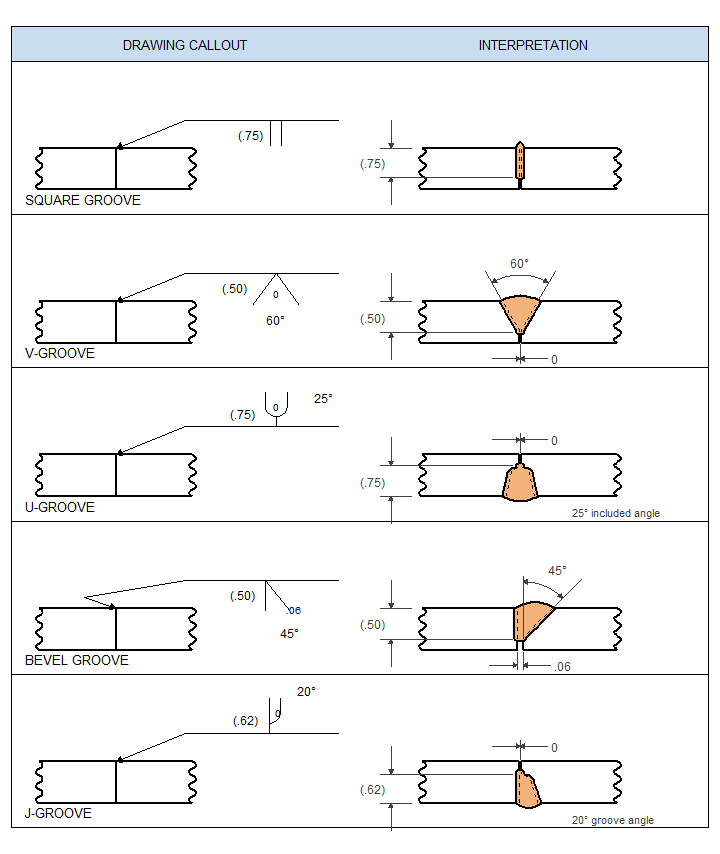 DRAWING CALLOUT INTERPRETATION
(.75)
(.75)
SQUARE GROOVE
60°
(.50) 0
60°
(.50)
V-GROOVE
0
25°
(.75) 0
0
(.75)
U-GROOVE
25° included angle
45°
(.50)
.06
45°
(.50)
BEVEL GROOVE
.06
20°
(.62) 0
0
(.62)
J-GROOVE
20° groove angle